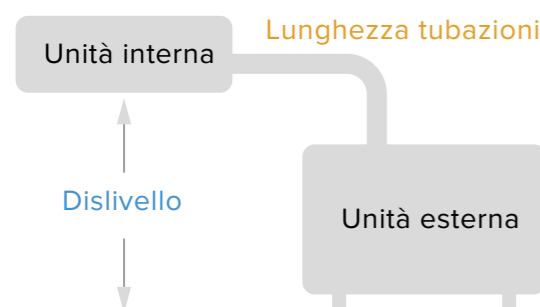 Lunghezza tubazioni
Unità interna
Dislivello
Unità esterna